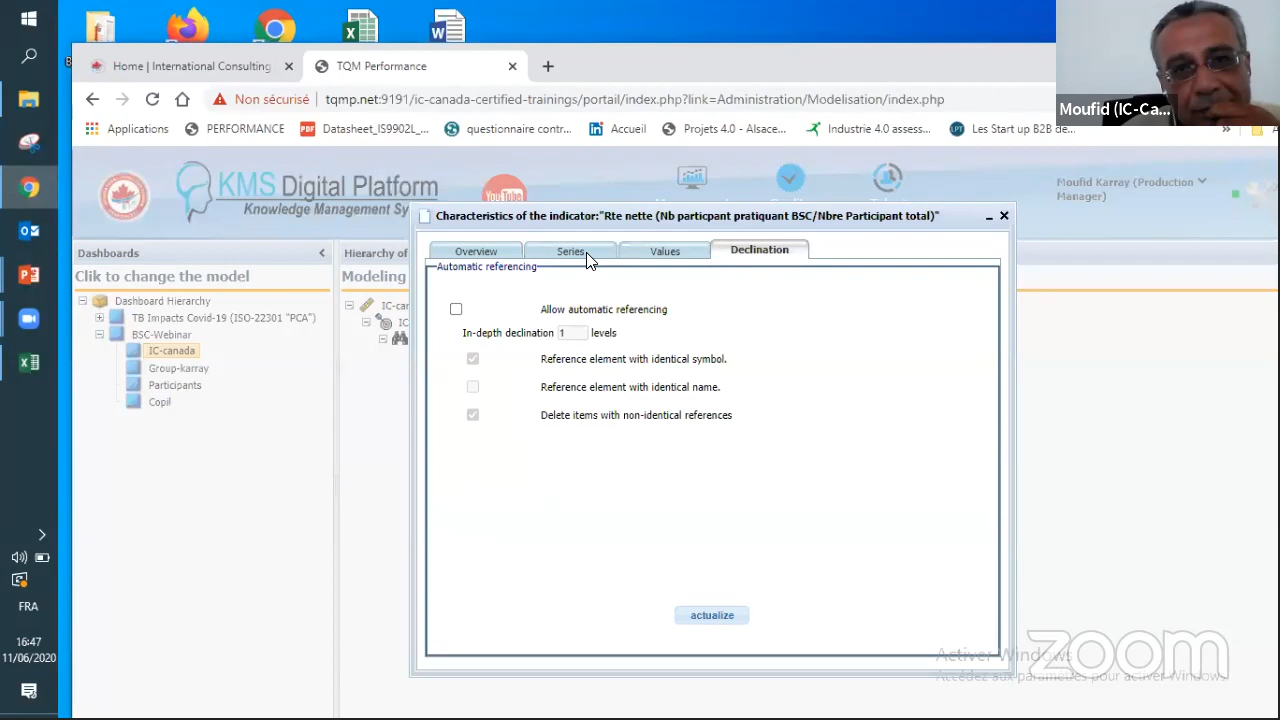 Home | International Consulting
TQM Performance
Non sécurisé
tqmp.net:9191/ic-canada-certified-trainings/portail/index.php?link=Administration/Modelisation/index.php
Moufid (IC-Ca...
Applications
PERFORMANCE
PDF
Datasheet_IS9902L_...
questionnaire contr...
Accueil
Projets 4.0 - Alsace...
Industrie 4.0 assess...
LPT
Les Start up B2B de...
»
KMS Digital Platform
Knowledge Management Sy
YouTube
Moufid Karray (Production
Manager)
Characteristics of the indicator:"Rte nette (Nb particpant pratiquant BSC/Nbre Participant total)"
Dashboards
Hierarchy of
Clik to change the model
Modeling
Dashboard Hierarchy
TB Impacts Covid-19 (ISO-22301 "PCA")
BSC-Webinar
IC-canada
Group-karray
Participants
Copil
IC-car
IC
Overview
Series
Values
Declination
Automatic referencing
Allow automatic referencing
In-depth declination 1 levels
Reference element with identical symbol.
Reference element with identical name.
Delete items with non-identical references
actualize
FRA
16:47
11/06/2020
Activer Windows
Accédez aux paramètres pour activer Windows.
zoom